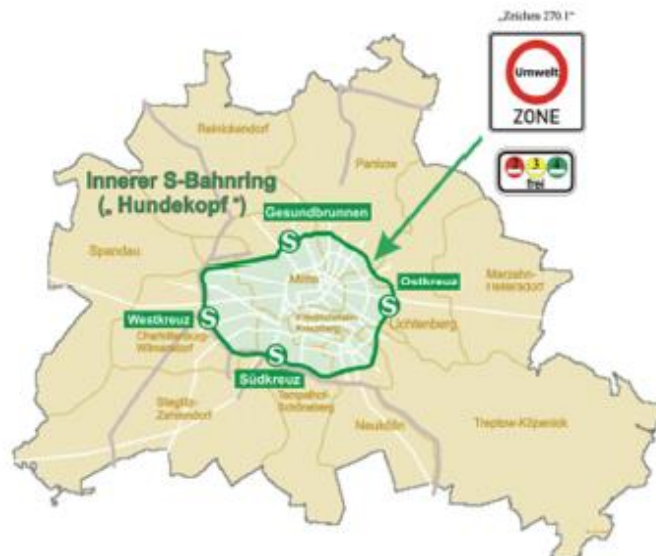 „Zeichen 270.1“
Umwelt
ZONE
2 3 4
frei
Reinickendorf
Pankow
Innerer S-Bahnring
(„ Hundekopf “)
Gesundbrunnen
S
Spandau
Mitte
Ostkreuz
Marzahn-
Hellersdorf
S
Friedrichshain-
Kreuzberg
Westkreuz
S
Lichtenberg
Charlottenburg-
Wilmersdorf
S
Südkreuz
Steglitz-
Zehlendorf
Tempelhof-
Schöneberg
Neukölln
Treptow-Köpenick